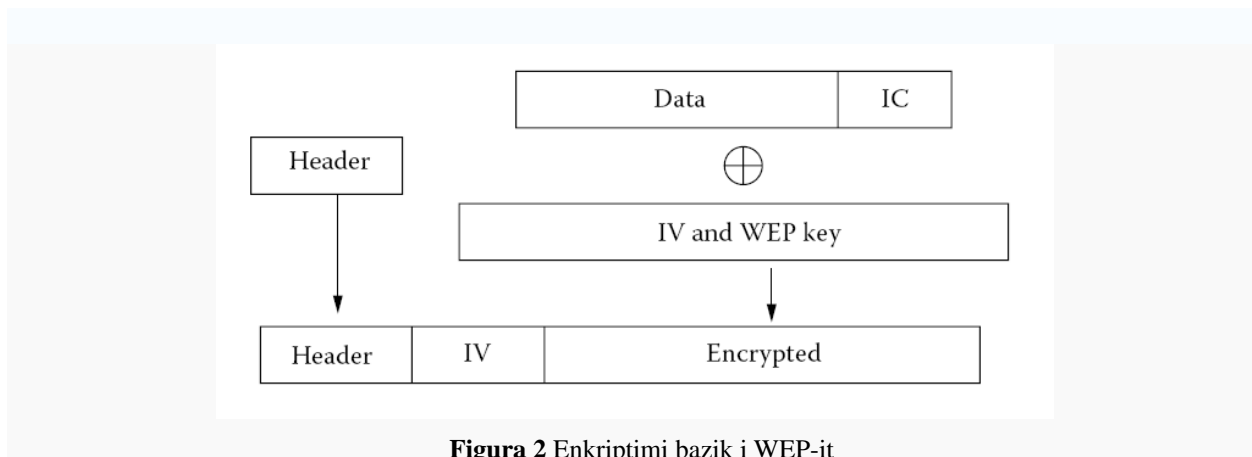 Data IC
Header
IV and WEP key
Header IV Encrypted
Figura 2 Enkriptimi bazik i WEP-it